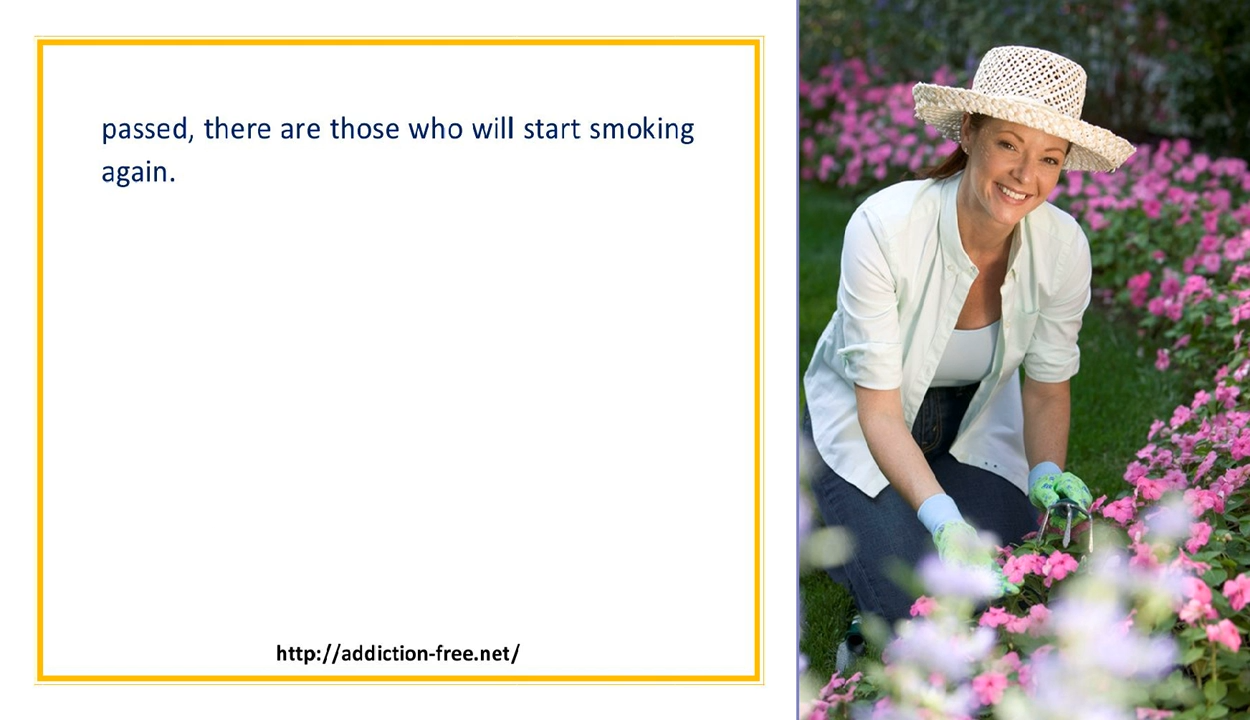 passed, there are those who will start smoking
again.
http://addiction-free.net/